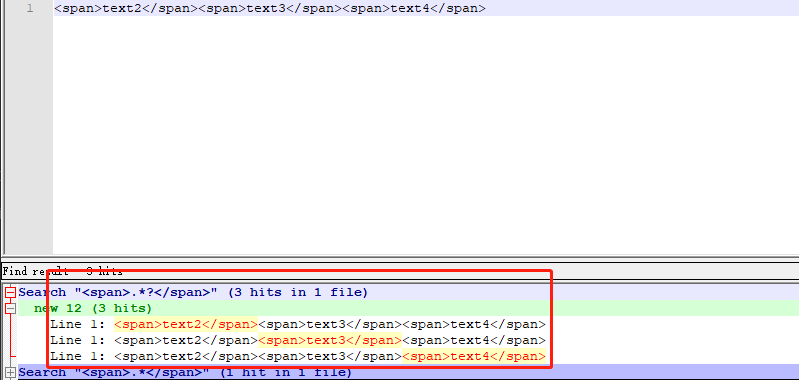 1 <span>text2</span><span>text3</span><span>text4</span>
Find result - 3 hits
Search "<span>.*?</span>" (3 hits in 1 file)
new 12 (3 hits)
Line 1: <span>text2</span><span>text3</span><span>text4</span>
Line 1: <span>text2</span><span>text3</span><span>text4</span>
Line 1: <span>text2</span><span>text3</span><span>text4</span>
Search "<span>.*</span>" (1 hit in 1 file)